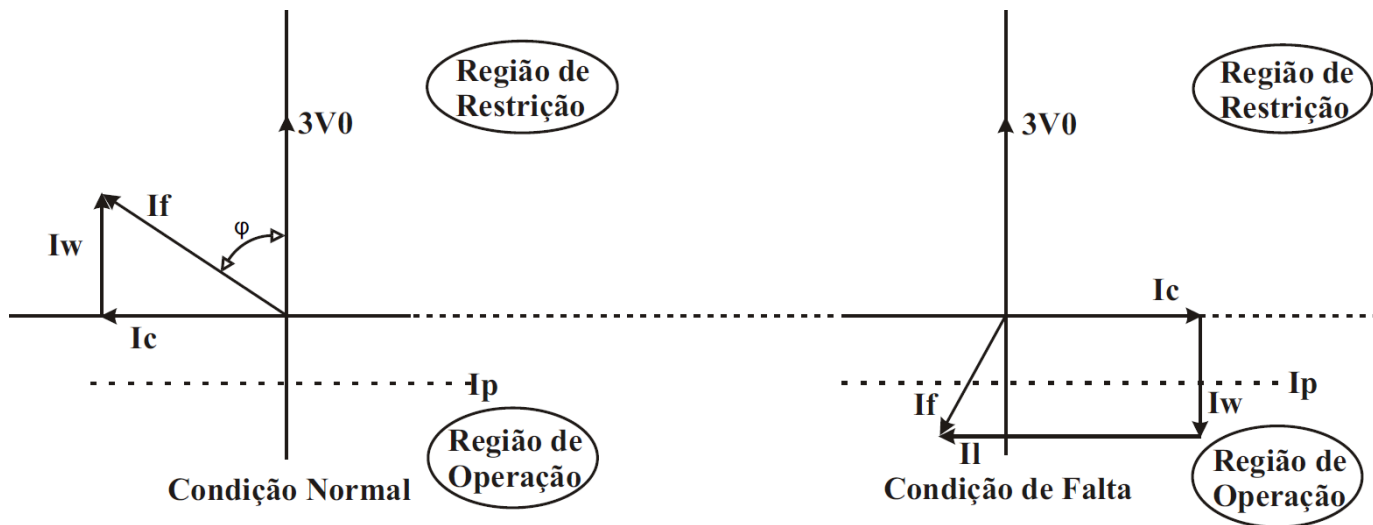 Região de
Restrição
3V0
If
φ
Iw
Ic
Ip
Região de
Operação
Condição Normal
Região de
Restrição
3V0
Ic
Ip
If
Iw
Il
Região de
Operação
Condição de Falta